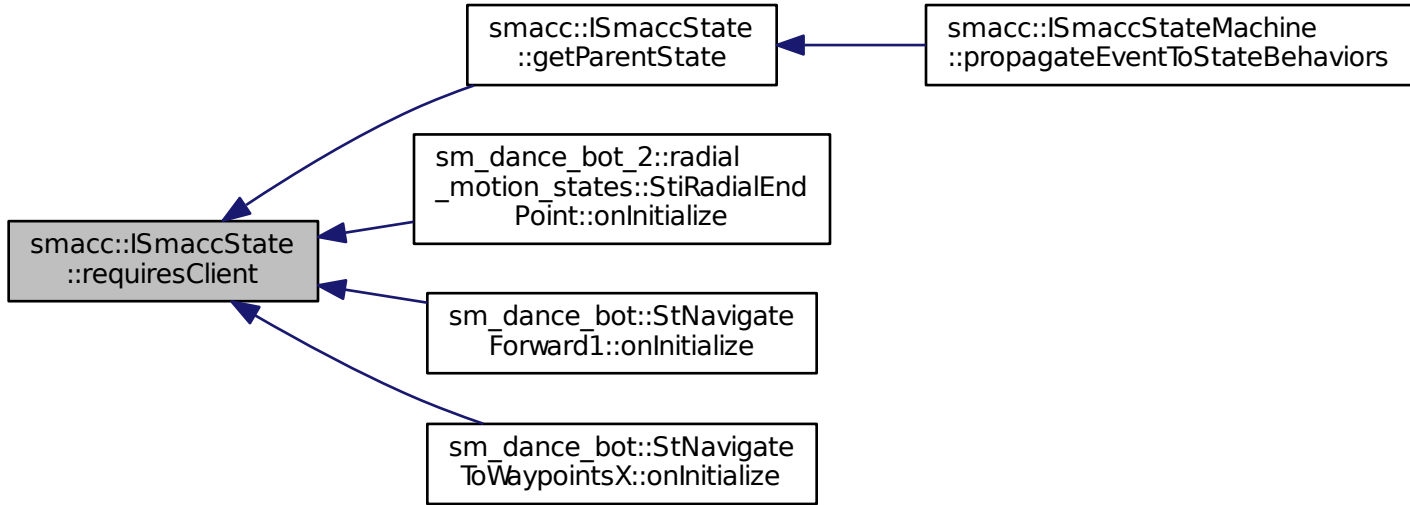 smacc::ISmaccState
::getParentState
smacc::ISmaccStateMachine
::propagateEventToStateBehaviors
sm_dance_bot_2::radial
_motion_states::StiRadialEnd
Point::onInitialize
smacc::ISmaccState
::requiresClient
sm_dance_bot::StNavigate
Forward1::onInitialize
sm_dance_bot::StNavigate
ToWaypointsX::onInitialize